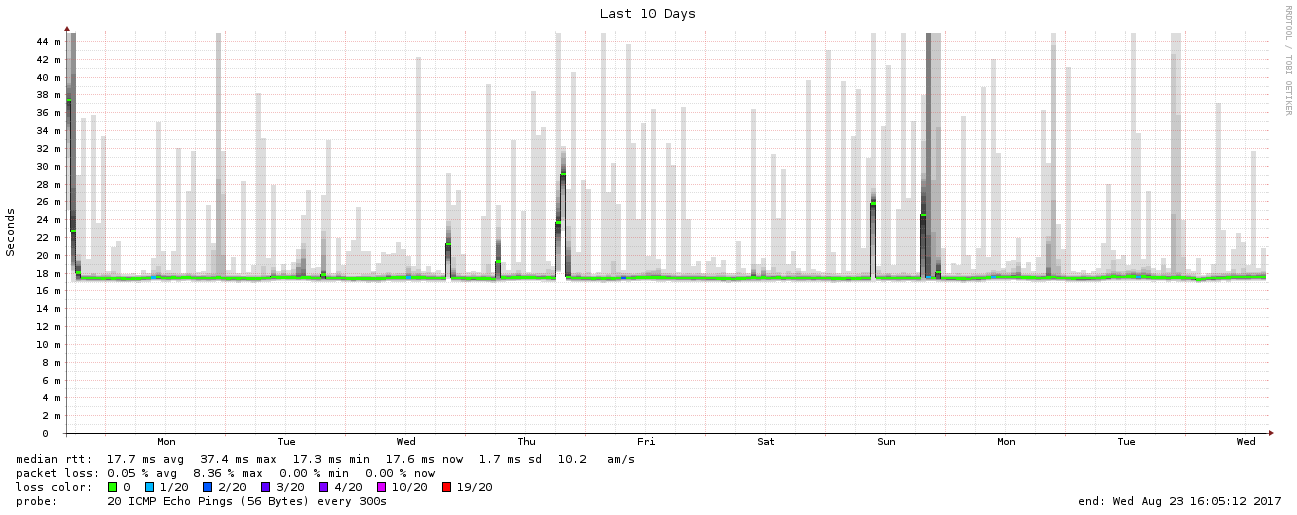 Last 10 Days
RRDTOOL / TOBI OETIKER
Seconds
44 m
42 m
40 m
38 m
36 m
34 m
32 m
30 m
28 m
26 m
24 m
22 m
20 m
18 m
16 m
14 m
12 m
10 m
8 m
6 m
4 m
2 m
0
Mon Tue Wed Thu Fri Sat Sun Mon Tue Wed
median rtt: 17.7 ms avg 37.4 ms max 17.3 ms min 17.6 ms now 1.7 ms sd 10.2 am/s
packet loss: 0.05 % avg 8.36 % max 0.00 % min 0.00 % now
loss color: 0 1/20 2/20 3/20 4/20 10/20 19/20
probe: 20 ICMP Echo Pings (56 Bytes) every 300s end: Wed Aug 23 16:05:12 2017